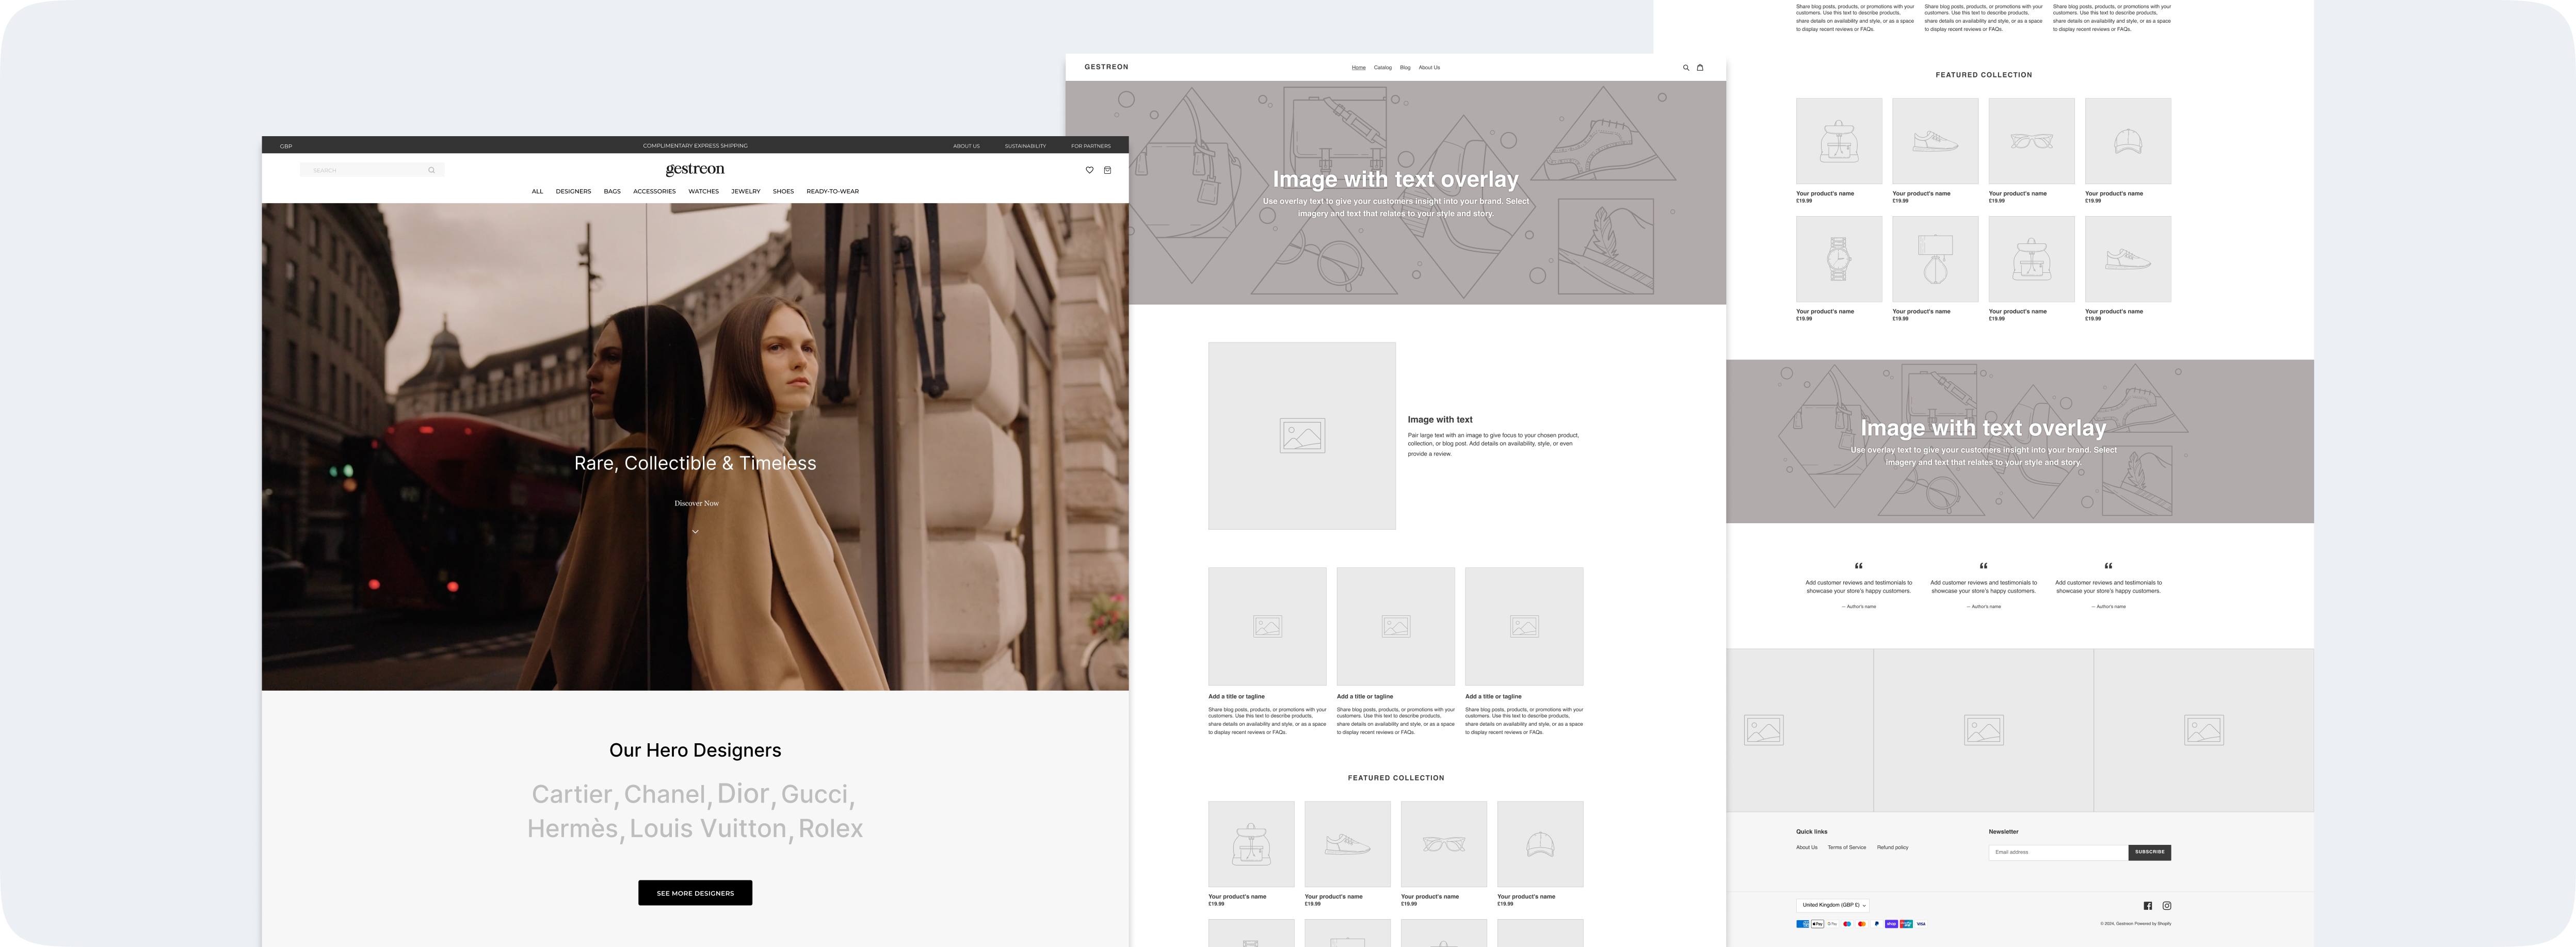 GBP
COMPLIMENTARY EXPRESS SHIPPING
ABOUT US
SUSTAINABILITY
FOR PARTNERS
SEARCH
gestreon
ALL DESIGNERS BAGS ACCESSORIES WATCHES JEWELRY SHOES READY-TO-WEAR
Rare, Collectible & Timeless
Discover Now
Our Hero Designers
Cartier, Chanel, Dior, Gucci,
Hermès, Louis Vuitton, Rolex
SEE MORE DESIGNERS
GESTREON
Home Catalog Blog About Us
Image with text overlay
Use overlay text to give your customers insight into your brand. Select
imagery and text that relates to your style and story.
Image with text
Pair large text with an image to give focus to your chosen product,
collection, or blog post. Add details on availability, style, or even
provide a review.
Add a title or tagline
Share blog posts, products, or promotions with your
customers. Use this text to describe products,
share details on availability and style, or as a space
to display recent reviews or FAQs.
Add a title or tagline
Share blog posts, products, or promotions with your
customers. Use this text to describe products,
share details on availability and style, or as a space
to display recent reviews or FAQs.
Add a title or tagline
Share blog posts, products, or promotions with your
customers. Use this text to describe products,
share details on availability and style, or as a space
to display recent reviews or FAQs.
FEATURED COLLECTION
Your product's name
£19.99
Your product's name
£19.99
Your product's name
£19.99
Your product's name
£19.99
Share blog posts, products, or promotions with your
customers. Use this text to describe products,
share details on availability and style, or as a space
to display recent reviews or FAQs.
Share blog posts, products, or promotions with your
customers. Use this text to describe products,
share details on availability and style, or as a space
to display recent reviews or FAQs.
Share blog posts, products, or promotions with your
customers. Use this text to describe products,
share details on availability and style, or as a space
to display recent reviews or FAQs.
FEATURED COLLECTION
Your product's name
£19.99
Your product's name
£19.99
Your product's name
£19.99
Your product's name
£19.99
Your product's name
£19.99
Your product's name
£19.99
Your product's name
£19.99
Your product's name
£19.99
Image with text overlay
Use overlay text to give your customers insight into your brand. Select
imagery and text that relates to your style and story.
“
Add customer reviews and testimonials to
showcase your store's happy customers.
— Author's name
“
Add customer reviews and testimonials to
showcase your store's happy customers.
— Author's name
“
Add customer reviews and testimonials to
showcase your store's happy customers.
— Author's name
Quick links
About Us Terms of Service Refund policy
Newsletter
Email address
SUBSCRIBE
United Kingdom (GBP £)
Pay
G Pay
shop
VISA
© 2024, Gestreon Powered by Shopify